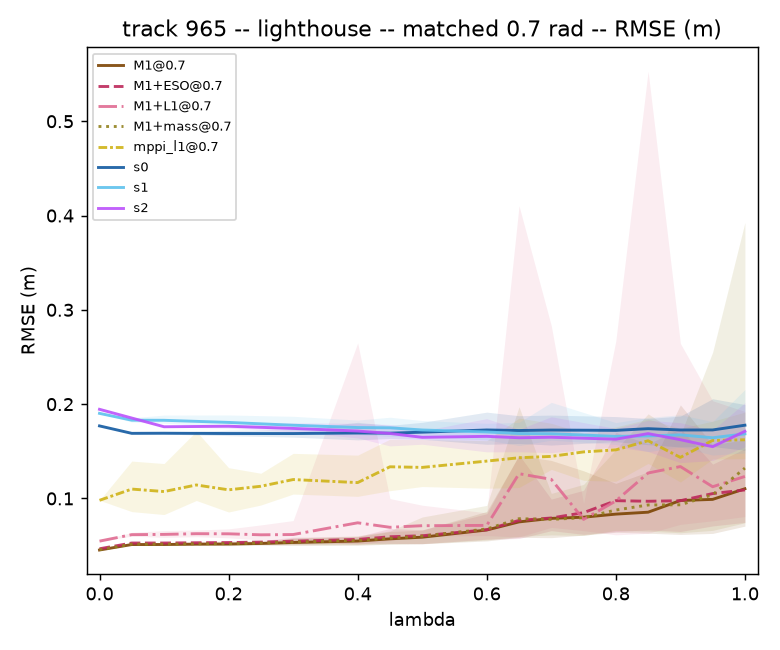 track 965 -- lighthouse -- matched 0.7 rad -- RMSE (m)
M1@0.7
M1+ESO@0.7
M1+L1@0.7
M1+mass@0.7
mppi_l1@0.7
s0
s1
s2
RMSE (m)
0.5
0.4
0.3
0.2
0.1
0.0 0.2 0.4 0.6 0.8 1.0
lambda